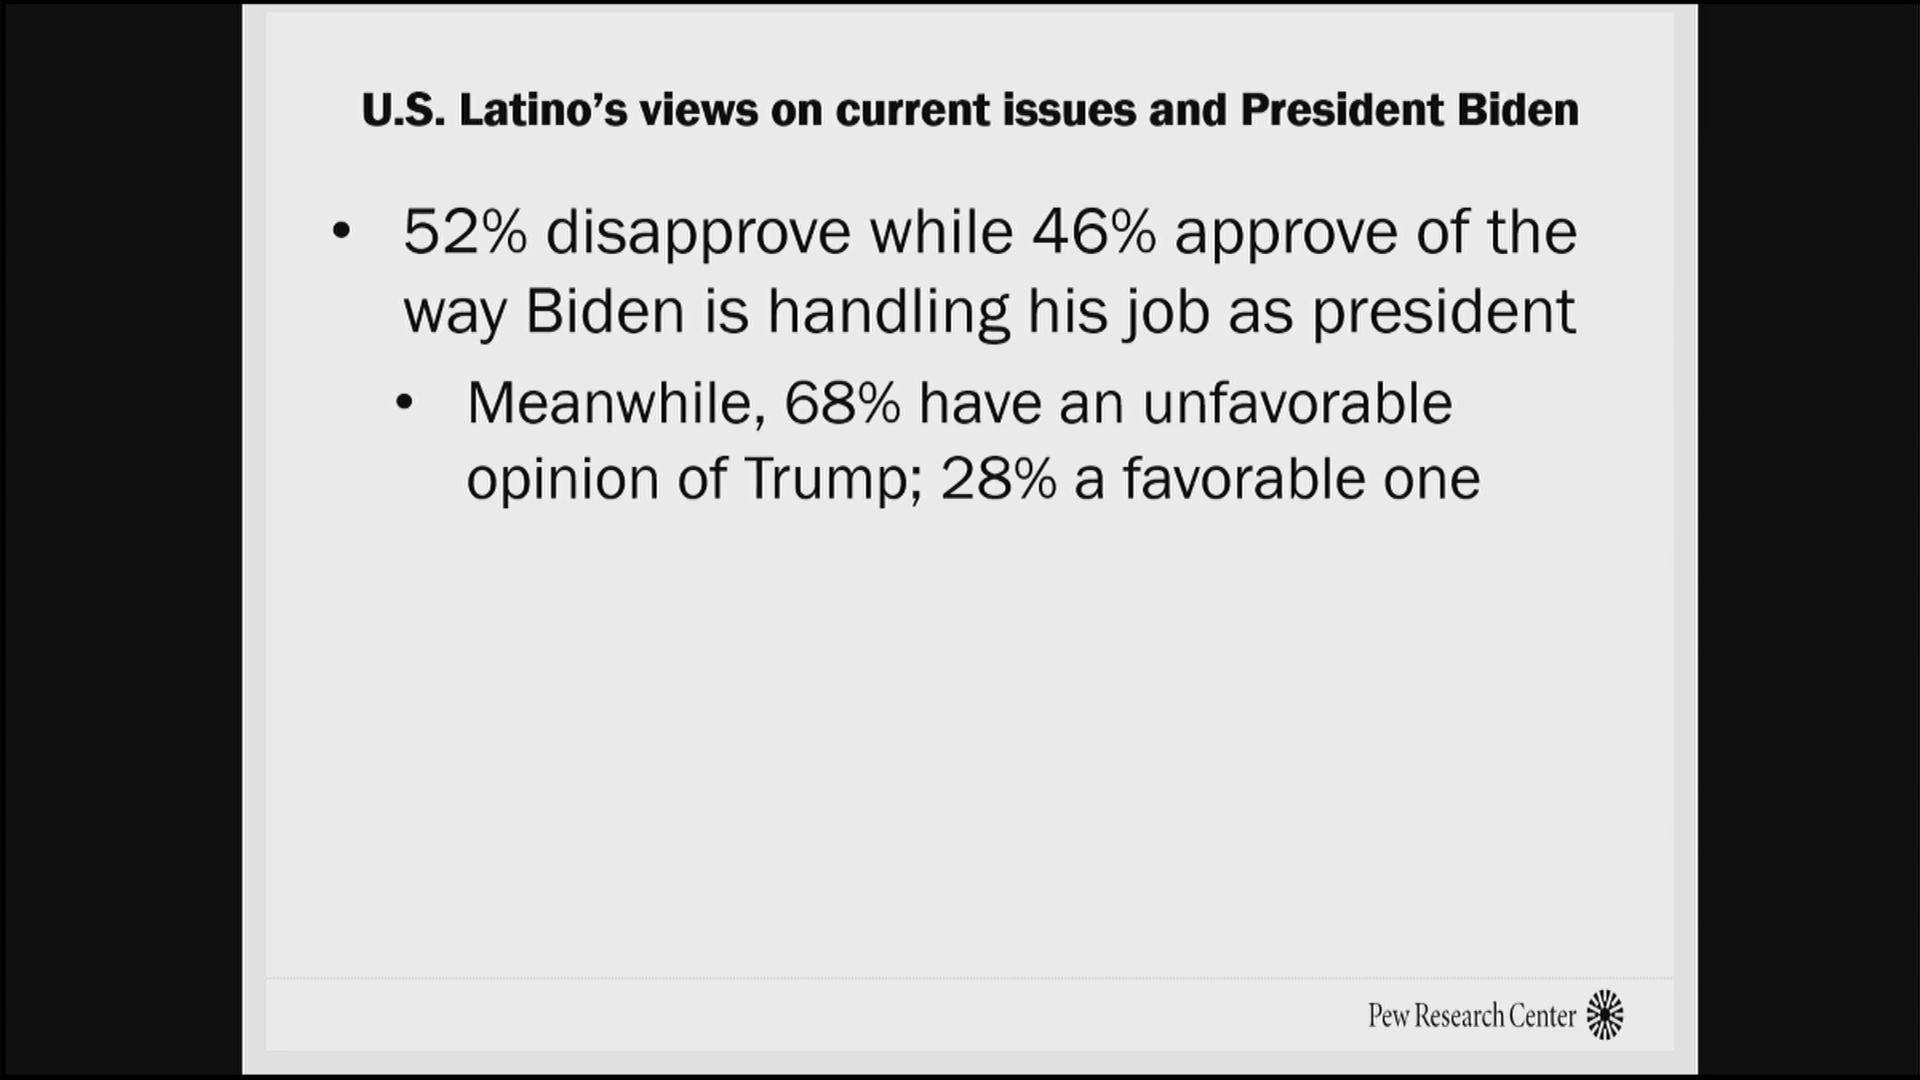 U.S. Latino’s views on current issues and President Biden
• 52% disapprove while 46% approve of the
way Biden is handling his job as president
• Meanwhile, 68% have an unfavorable
opinion of Trump; 28% a favorable one
Pew Research Center